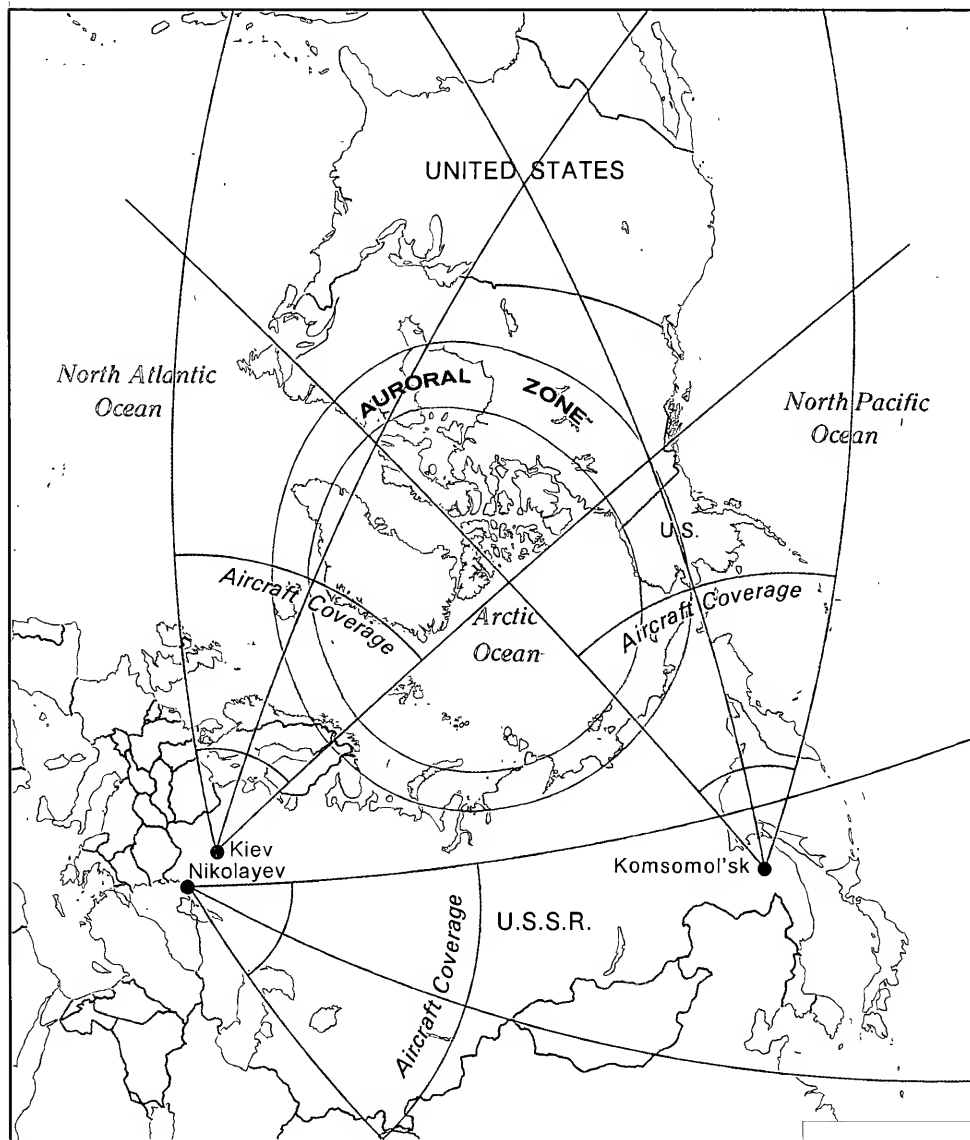 UNITED STATES
North Atlantic
Ocean
AURORAL
ZONE
North Pacific
Ocean
U.S.
Aircraft Coverage
Arctic
Ocean
Aircraft Coverage
Kiev
Nikolayev
Komsomol'sk
U.S.S.R.
Aircraft Coverage